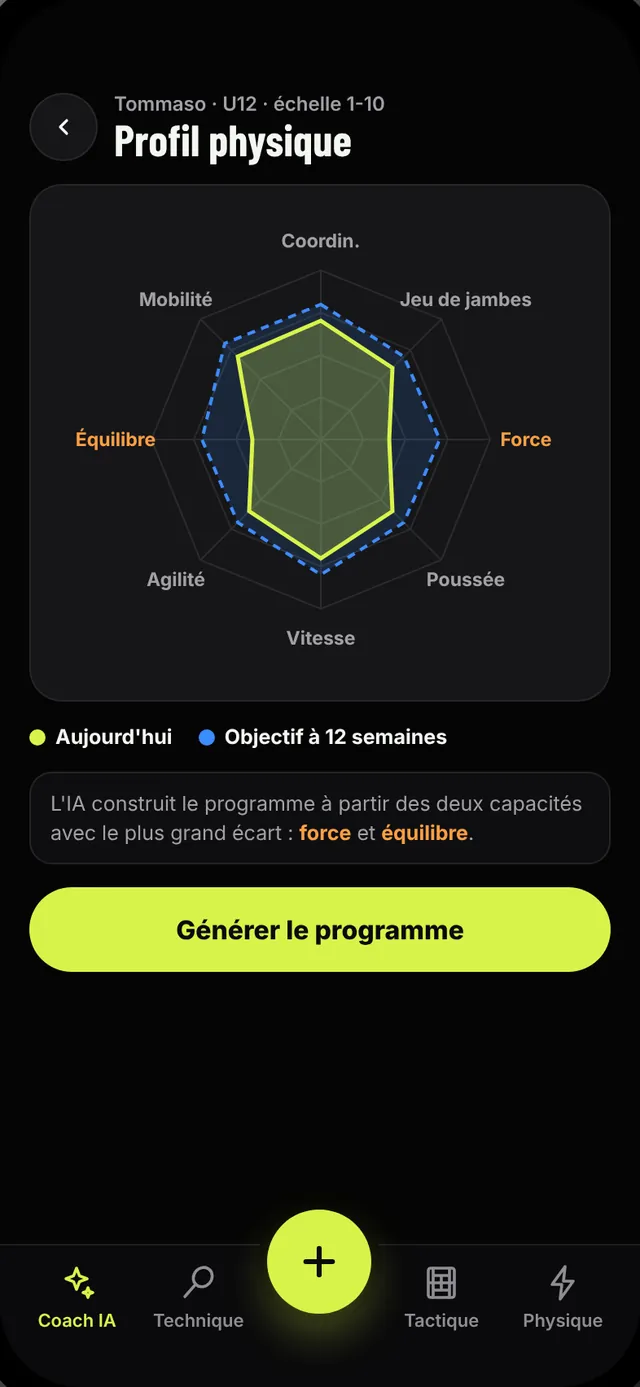 Tommaso · U12 · échelle 1-10
Profil physique
Coordin.
Mobilité
Jeu de jambes
Équilibre
Force
Agilité
Poussée
Vitesse
Aujourd'hui
Objectif à 12 semaines
L'IA construit le programme à partir des deux capacités
avec le plus grand écart : force et équilibre.
Générer le programme
Coach IA
Technique
Tactique
Physique